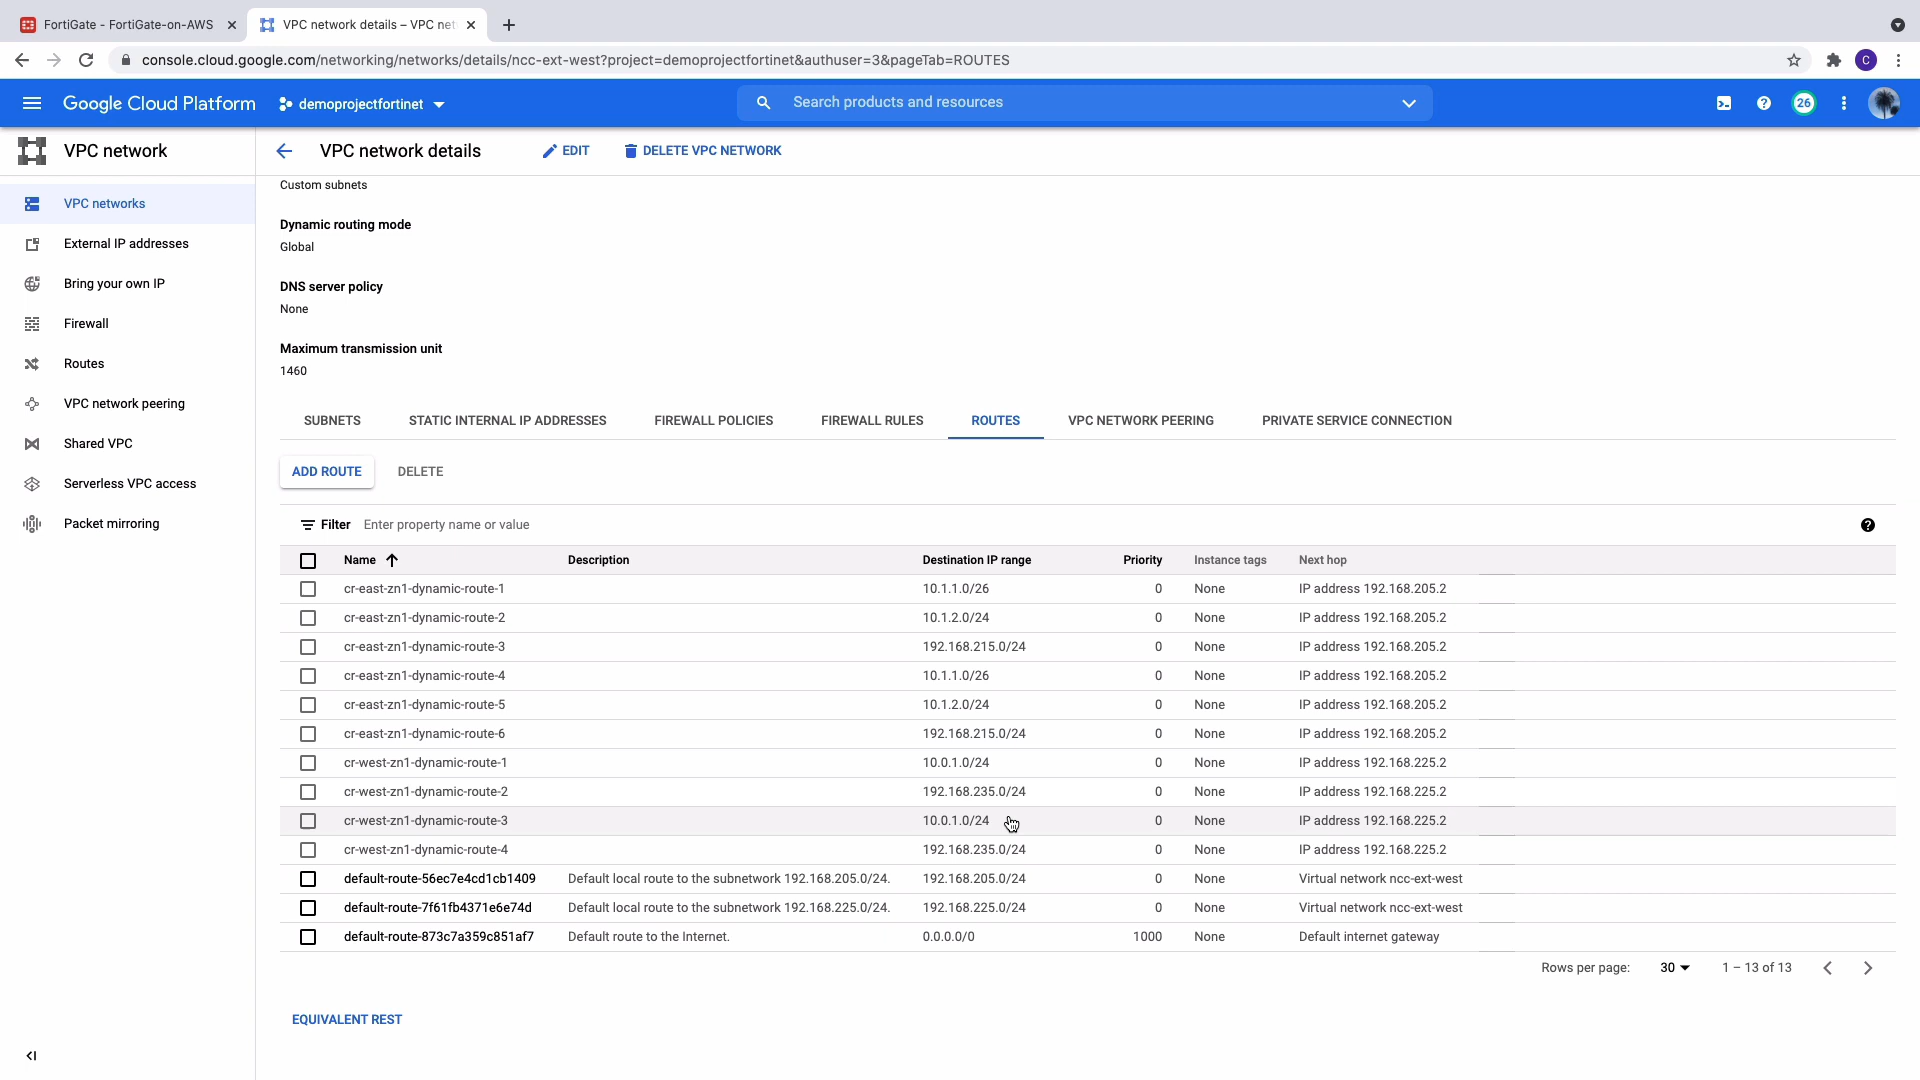 FortiGate - FortiGate-on-AWS
VPC network details – VPC net
console.cloud.google.com/networking/networks/details/ncc-ext-west?project=demoprojectfortinet&authuser=3&pageTab=ROUTES
C
Google Cloud Platform
demoprojectfortinet
Search products and resources
26
VPC network
VPC network details
EDIT
DELETE VPC NETWORK
VPC networks
External IP addresses
Bring your own IP
Firewall
Routes
VPC network peering
Shared VPC
Serverless VPC access
Packet mirroring
Custom subnets
Dynamic routing mode
Global
DNS server policy
None
Maximum transmission unit
1460
SUBNETS STATIC INTERNAL IP ADDRESSES FIREWALL POLICIES FIREWALL RULES ROUTES VPC NETWORK PEERING PRIVATE SERVICE CONNECTION
ADD ROUTE DELETE
Filter Enter property name or value
Name Description Destination IP range Priority Instance tags Next hop
cr-east-zn1-dynamic-route-1 10.1.1.0/26 0 None IP address 192.168.205.2
cr-east-zn1-dynamic-route-2 10.1.2.0/24 0 None IP address 192.168.205.2
cr-east-zn1-dynamic-route-3 192.168.215.0/24 0 None IP address 192.168.205.2
cr-east-zn1-dynamic-route-4 10.1.1.0/26 0 None IP address 192.168.205.2
cr-east-zn1-dynamic-route-5 10.1.2.0/24 0 None IP address 192.168.205.2
cr-east-zn1-dynamic-route-6 192.168.215.0/24 0 None IP address 192.168.205.2
cr-west-zn1-dynamic-route-1 10.0.1.0/24 0 None IP address 192.168.225.2
cr-west-zn1-dynamic-route-2 192.168.235.0/24 0 None IP address 192.168.225.2
cr-west-zn1-dynamic-route-3 10.0.1.0/24 0 None IP address 192.168.225.2
cr-west-zn1-dynamic-route-4 192.168.235.0/24 0 None IP address 192.168.225.2
default-route-56ec7e4cd1cb1409 Default local route to the subnetwork 192.168.205.0/24. 192.168.205.0/24 0 None Virtual network ncc-ext-west
default-route-7f61fb4371e6e74d Default local route to the subnetwork 192.168.225.0/24. 192.168.225.0/24 0 None Virtual network ncc-ext-west
default-route-873c7a359c851af7 Default route to the Internet. 0.0.0.0/0 1000 None Default internet gateway
Rows per page: 30 1 – 13 of 13
EQUIVALENT REST